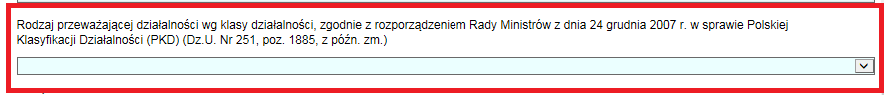 Rodzaj przeważającej działalności wg klasy działalności, zgodnie z rozporządzeniem Rady Ministrów z dnia 24 grudnia 2007 r. w sprawie Polskiej
Klasyfikacji Działalności (PKD) (Dz.U. Nr 251, poz. 1885, z późn. zm.)